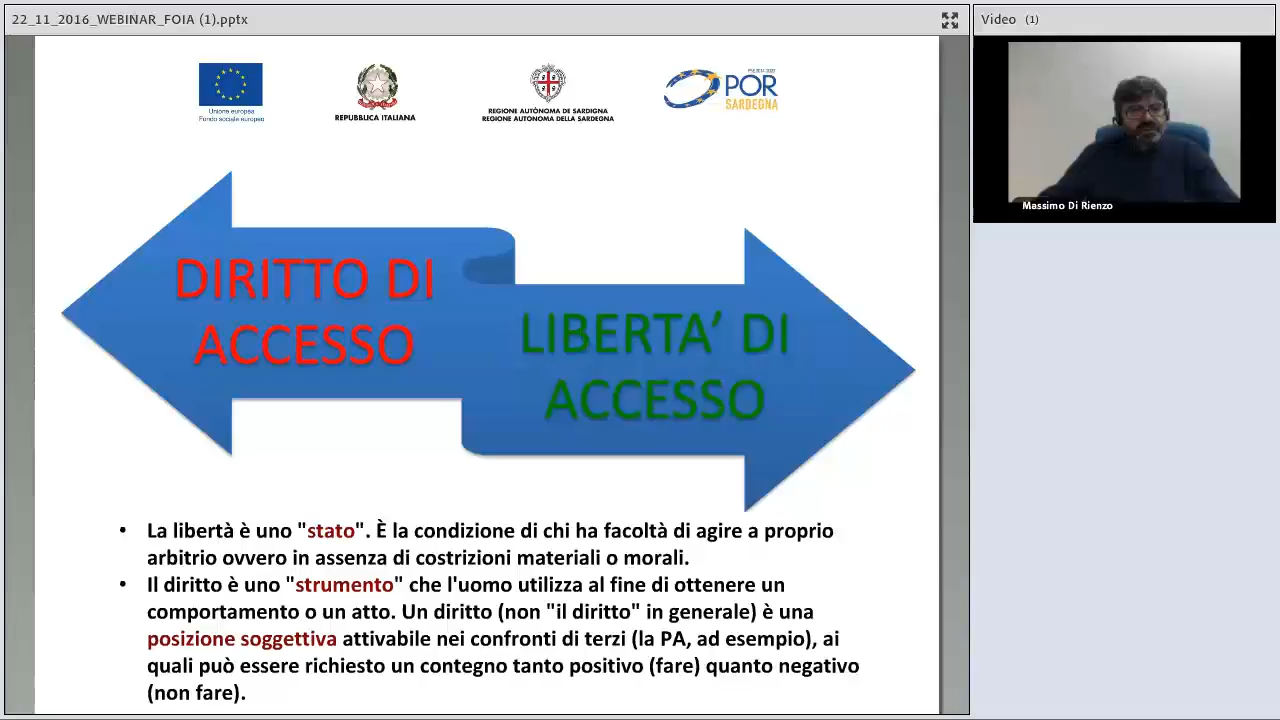 22_11_2016_WEBINAR_FOIA (1).pptx
Video (1)
Unione europea
Fondo sociale europeo
REPUBBLICA ITALIANA
REGIONE AUTÒNOMA DE SARDIGNA
REGIONE AUTONOMA DELLA SARDEGNA
POR
SARDEGNA
Massimo Di Rienzo
DIRITTO DI
ACCESSO
LIBERTA’ DI
ACCESSO
• La libertà è uno "stato". È la condizione di chi ha facoltà di agire a proprio
arbitrio ovvero in assenza di costrizioni materiali o morali.
• Il diritto è uno "strumento" che l'uomo utilizza al fine di ottenere un
comportamento o un atto. Un diritto (non "il diritto" in generale) è una
posizione soggettiva attivabile nei confronti di terzi (la PA, ad esempio), ai
quali può essere richiesto un contegno tanto positivo (fare) quanto negativo
(non fare).